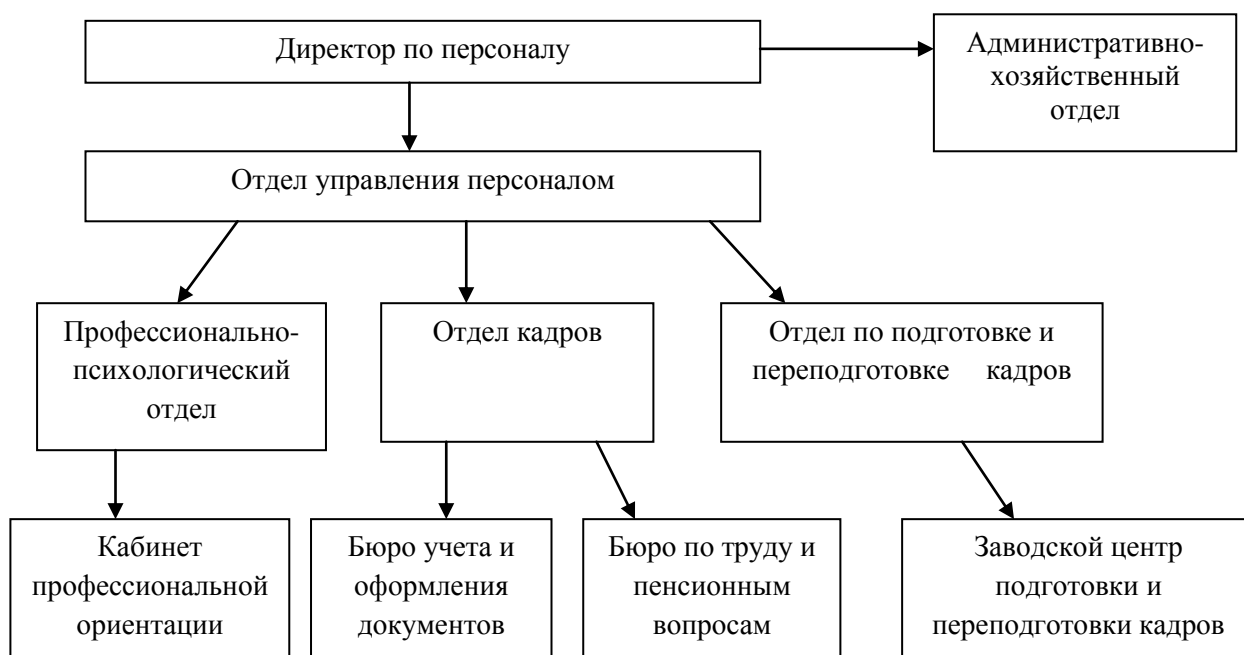 Директор по персоналу
Административно-
хозяйственный
отдел
Отдел управления персоналом
Профессионально-
психологический
отдел
Отдел кадров
Отдел по подготовке и
переподготовке кадров
Кабинет
профессиональной
ориентации
Бюро учета и
оформления
документов
Бюро по труду и
пенсионным
вопросам
Заводской центр
подготовки и
переподготовки кадров